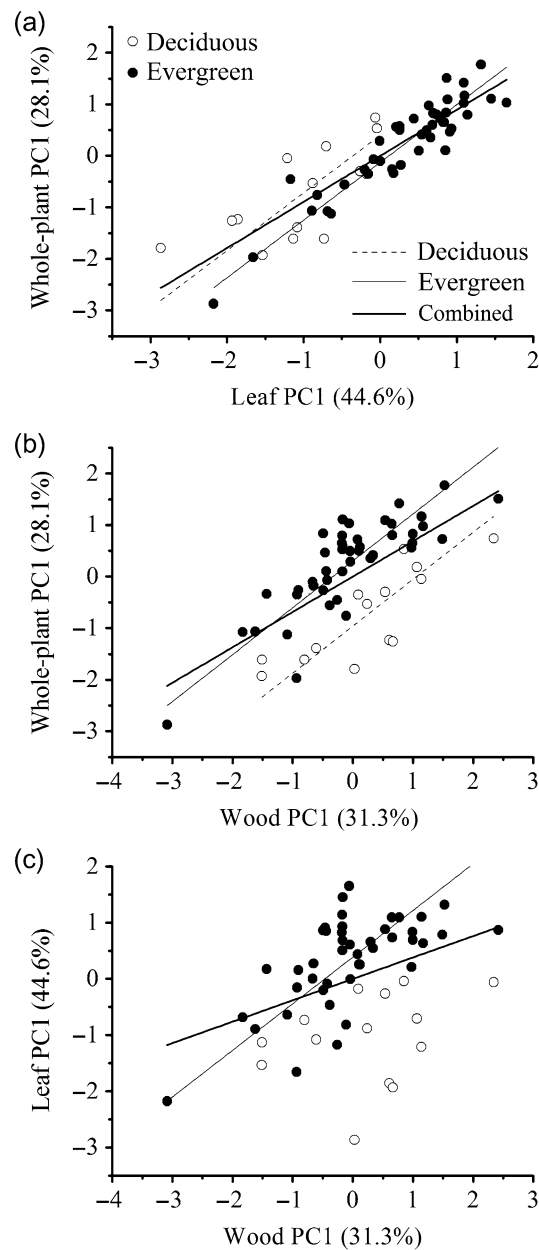 (a)
Deciduous
Evergreen
Whole-plant PC1 (28.1%)
2
1
0
−1
−2
−3
Deciduous
Evergreen
Combined
−3
−2
−1
0
1
2
Leaf PC1 (44.6%)
(b)
Whole-plant PC1 (28.1%)
2
1
0
−1
−2
−3
−4
−3
−2
−1
0
1
2
3
Wood PC1 (31.3%)
(c)
Leaf PC1 (44.6%)
2
1
0
−1
−2
−3
−4
−3
−2
−1
0
1
2
3
Wood PC1 (31.3%)